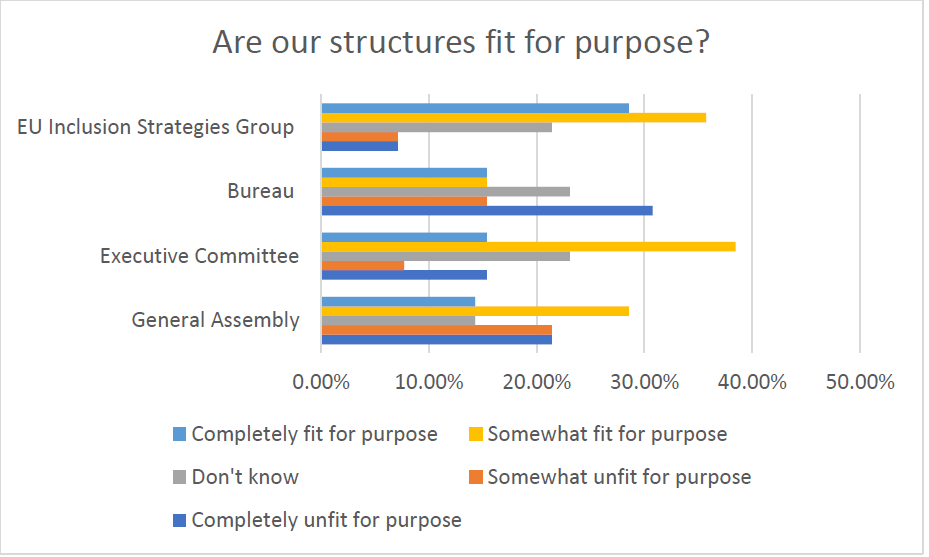 Are our structures fit for purpose?
EU Inclusion Strategies Group
Bureau
Executive Committee
General Assembly
0.00% 10.00% 20.00% 30.00% 40.00% 50.00%
Completely fit for purpose Somewhat fit for purpose
Don't know Somewhat unfit for purpose
Completely unfit for purpose